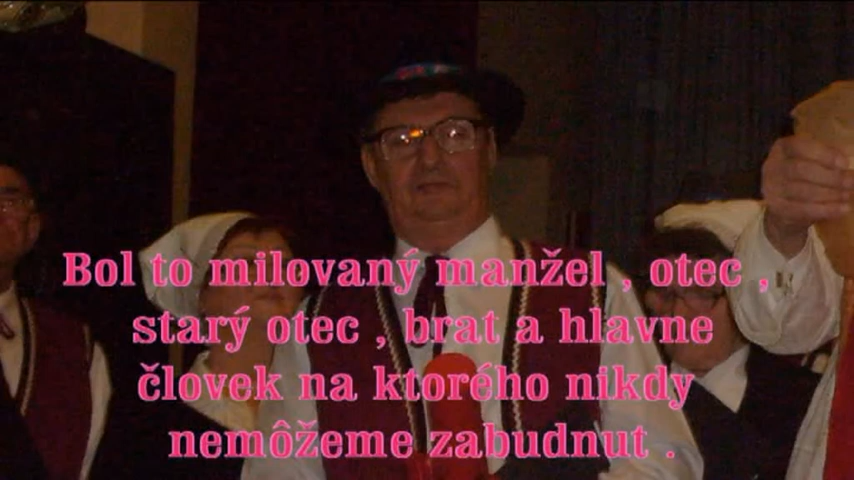 Bol to milovaný manžel , otec ,
starý otec , brat a hlavne
človek na ktorého nikdy
nemôžeme zabudnut .